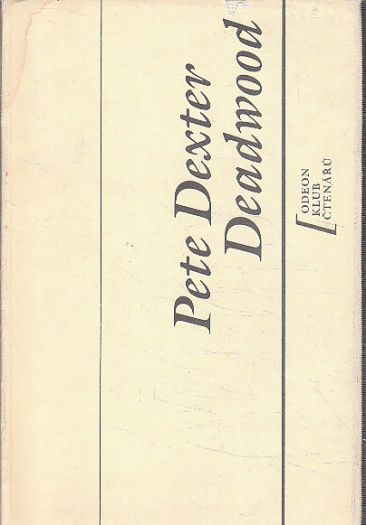 Pete Dexter
Deadwood
ODEON
KLUB
ČTENÁŘŮ